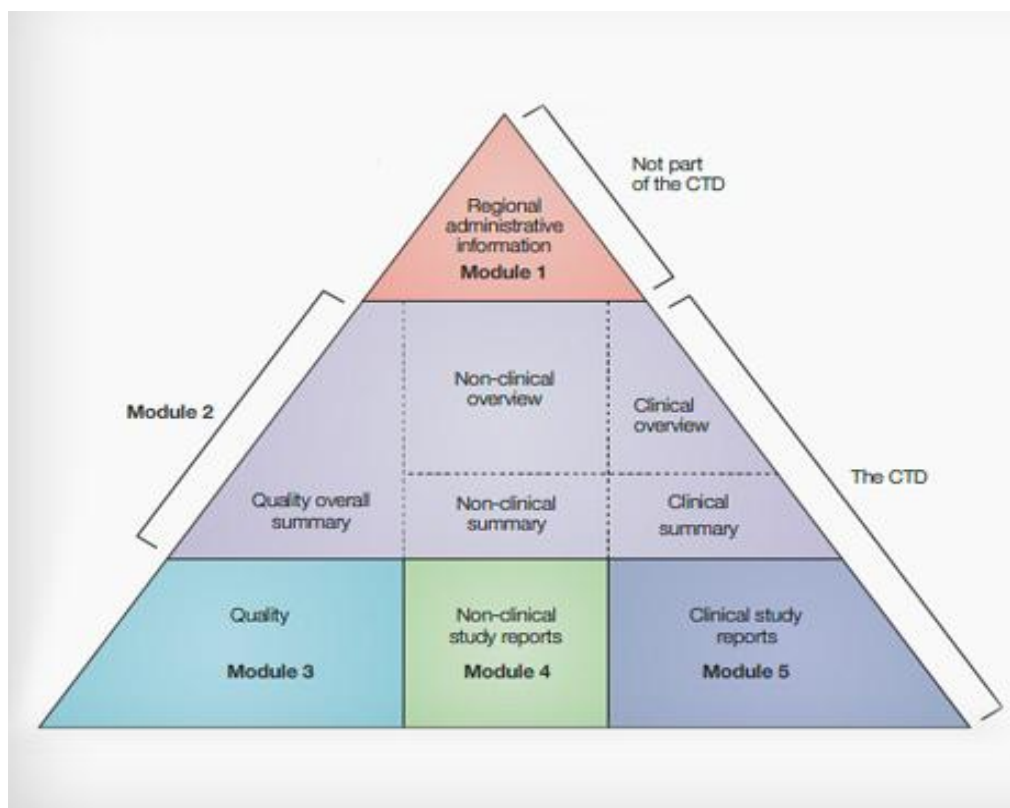 Not part
of the CTD
Regional
administrative
information
Module 1
Module 2
Non-clinical
overview
Clinical
overview
The CTD
Quality overall
summary
Non-clinical
summary
Clinical
summary
Quality
Module 3
Non-clinical
study reports
Module 4
Clinical study
reports
Module 5